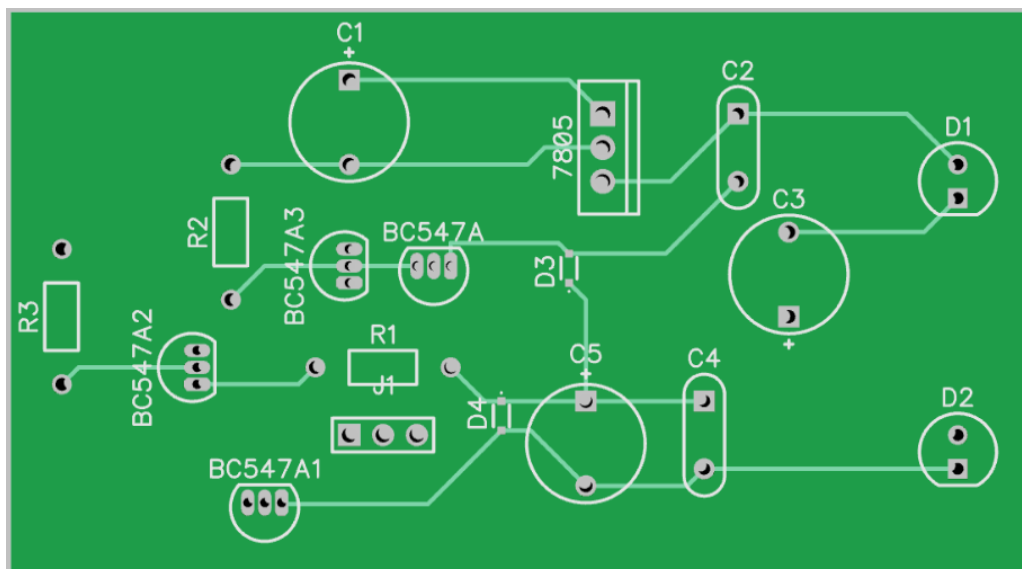 C1
+
C2
7805
D1
R2
BC547A3
BC547A
C3
D3
R3
BC547A2
+
R1
C5
+
C4
J1
D4
D2
BC547A1